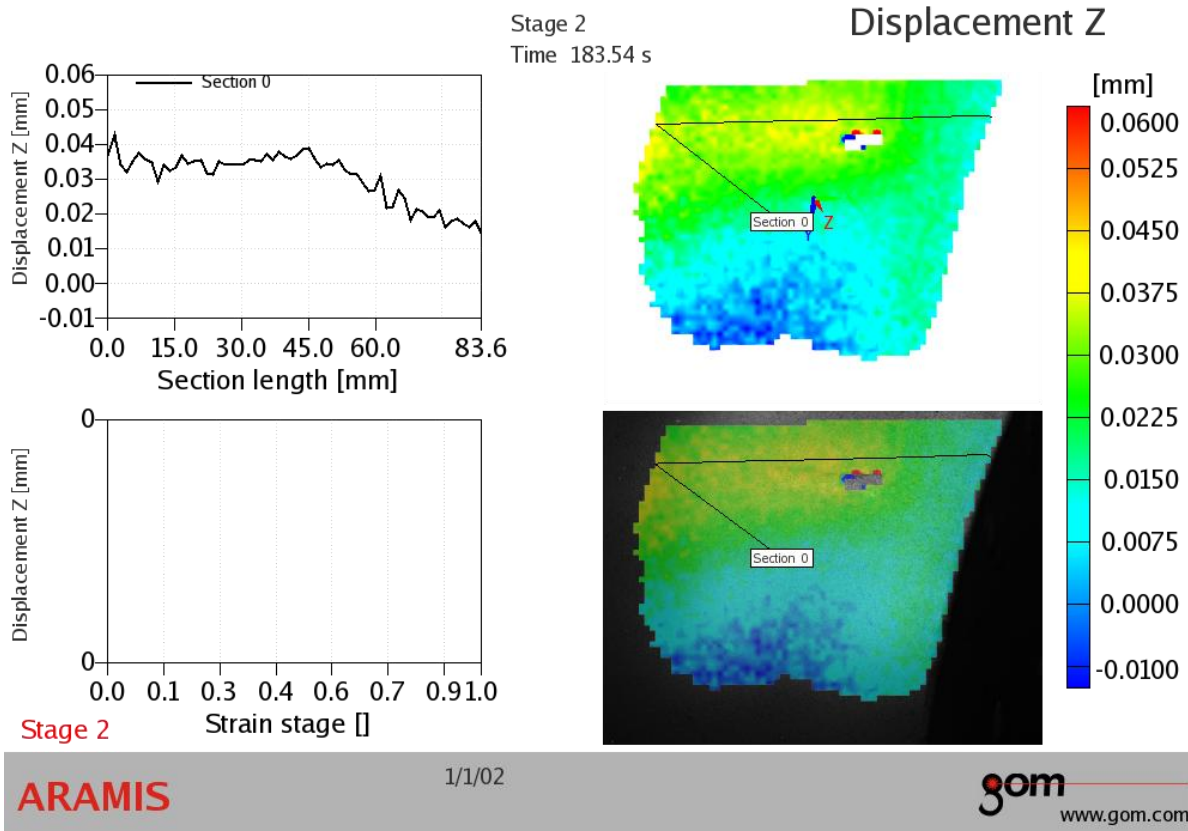 Stage 2
Time 183.54 s
Displacement Z
Section 0
Displacement Z [mm]
0.06
0.05
0.04
0.03
0.02
0.01
0.00
-0.01
0.0 15.0 30.0 45.0 60.0 83.6
Section length [mm]
Section 0
Z
Y
[mm]
0.0600
0.0525
0.0450
0.0375
0.0300
0.0225
0.0150
0.0075
0.0000
-0.0100
Displacement Z [mm]
0
0
0.0 0.1 0.3 0.4 0.6 0.7 0.91.0
Strain stage []
Section 0
Stage 2
ARAMIS
1/1/02
gom
www.gom.com